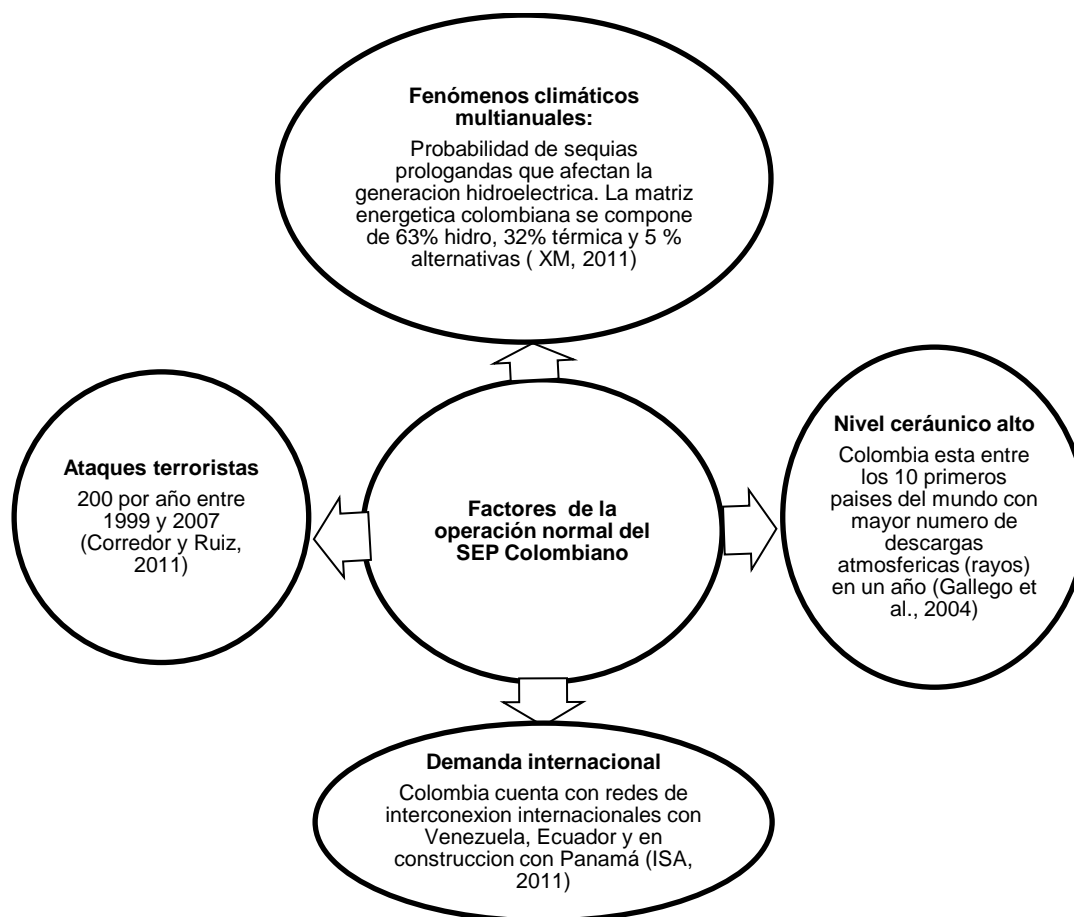 Fenómenos climáticos
multianuales:
Probabilidad de sequias
prologandas que afectan la
generacion hidroelectrica. La matriz
energetica colombiana se compone
de 63% hidro, 32% térmica y 5 %
alternativas ( XM, 2011)
Ataques terroristas
200 por año entre
1999 y 2007
(Corredor y Ruiz,
2011)
Factores de la
operación normal del
SEP Colombiano
Nivel ceráunico alto
Colombia esta entre
los 10 primeros
paises del mundo con
mayor numero de
descargas
atmosfericas (rayos)
en un año (Gallego et
al., 2004)
Demanda internacional
Colombia cuenta con redes de
interconexion internacionales con
Venezuela, Ecuador y en
construccion con Panamá (ISA,
2011)